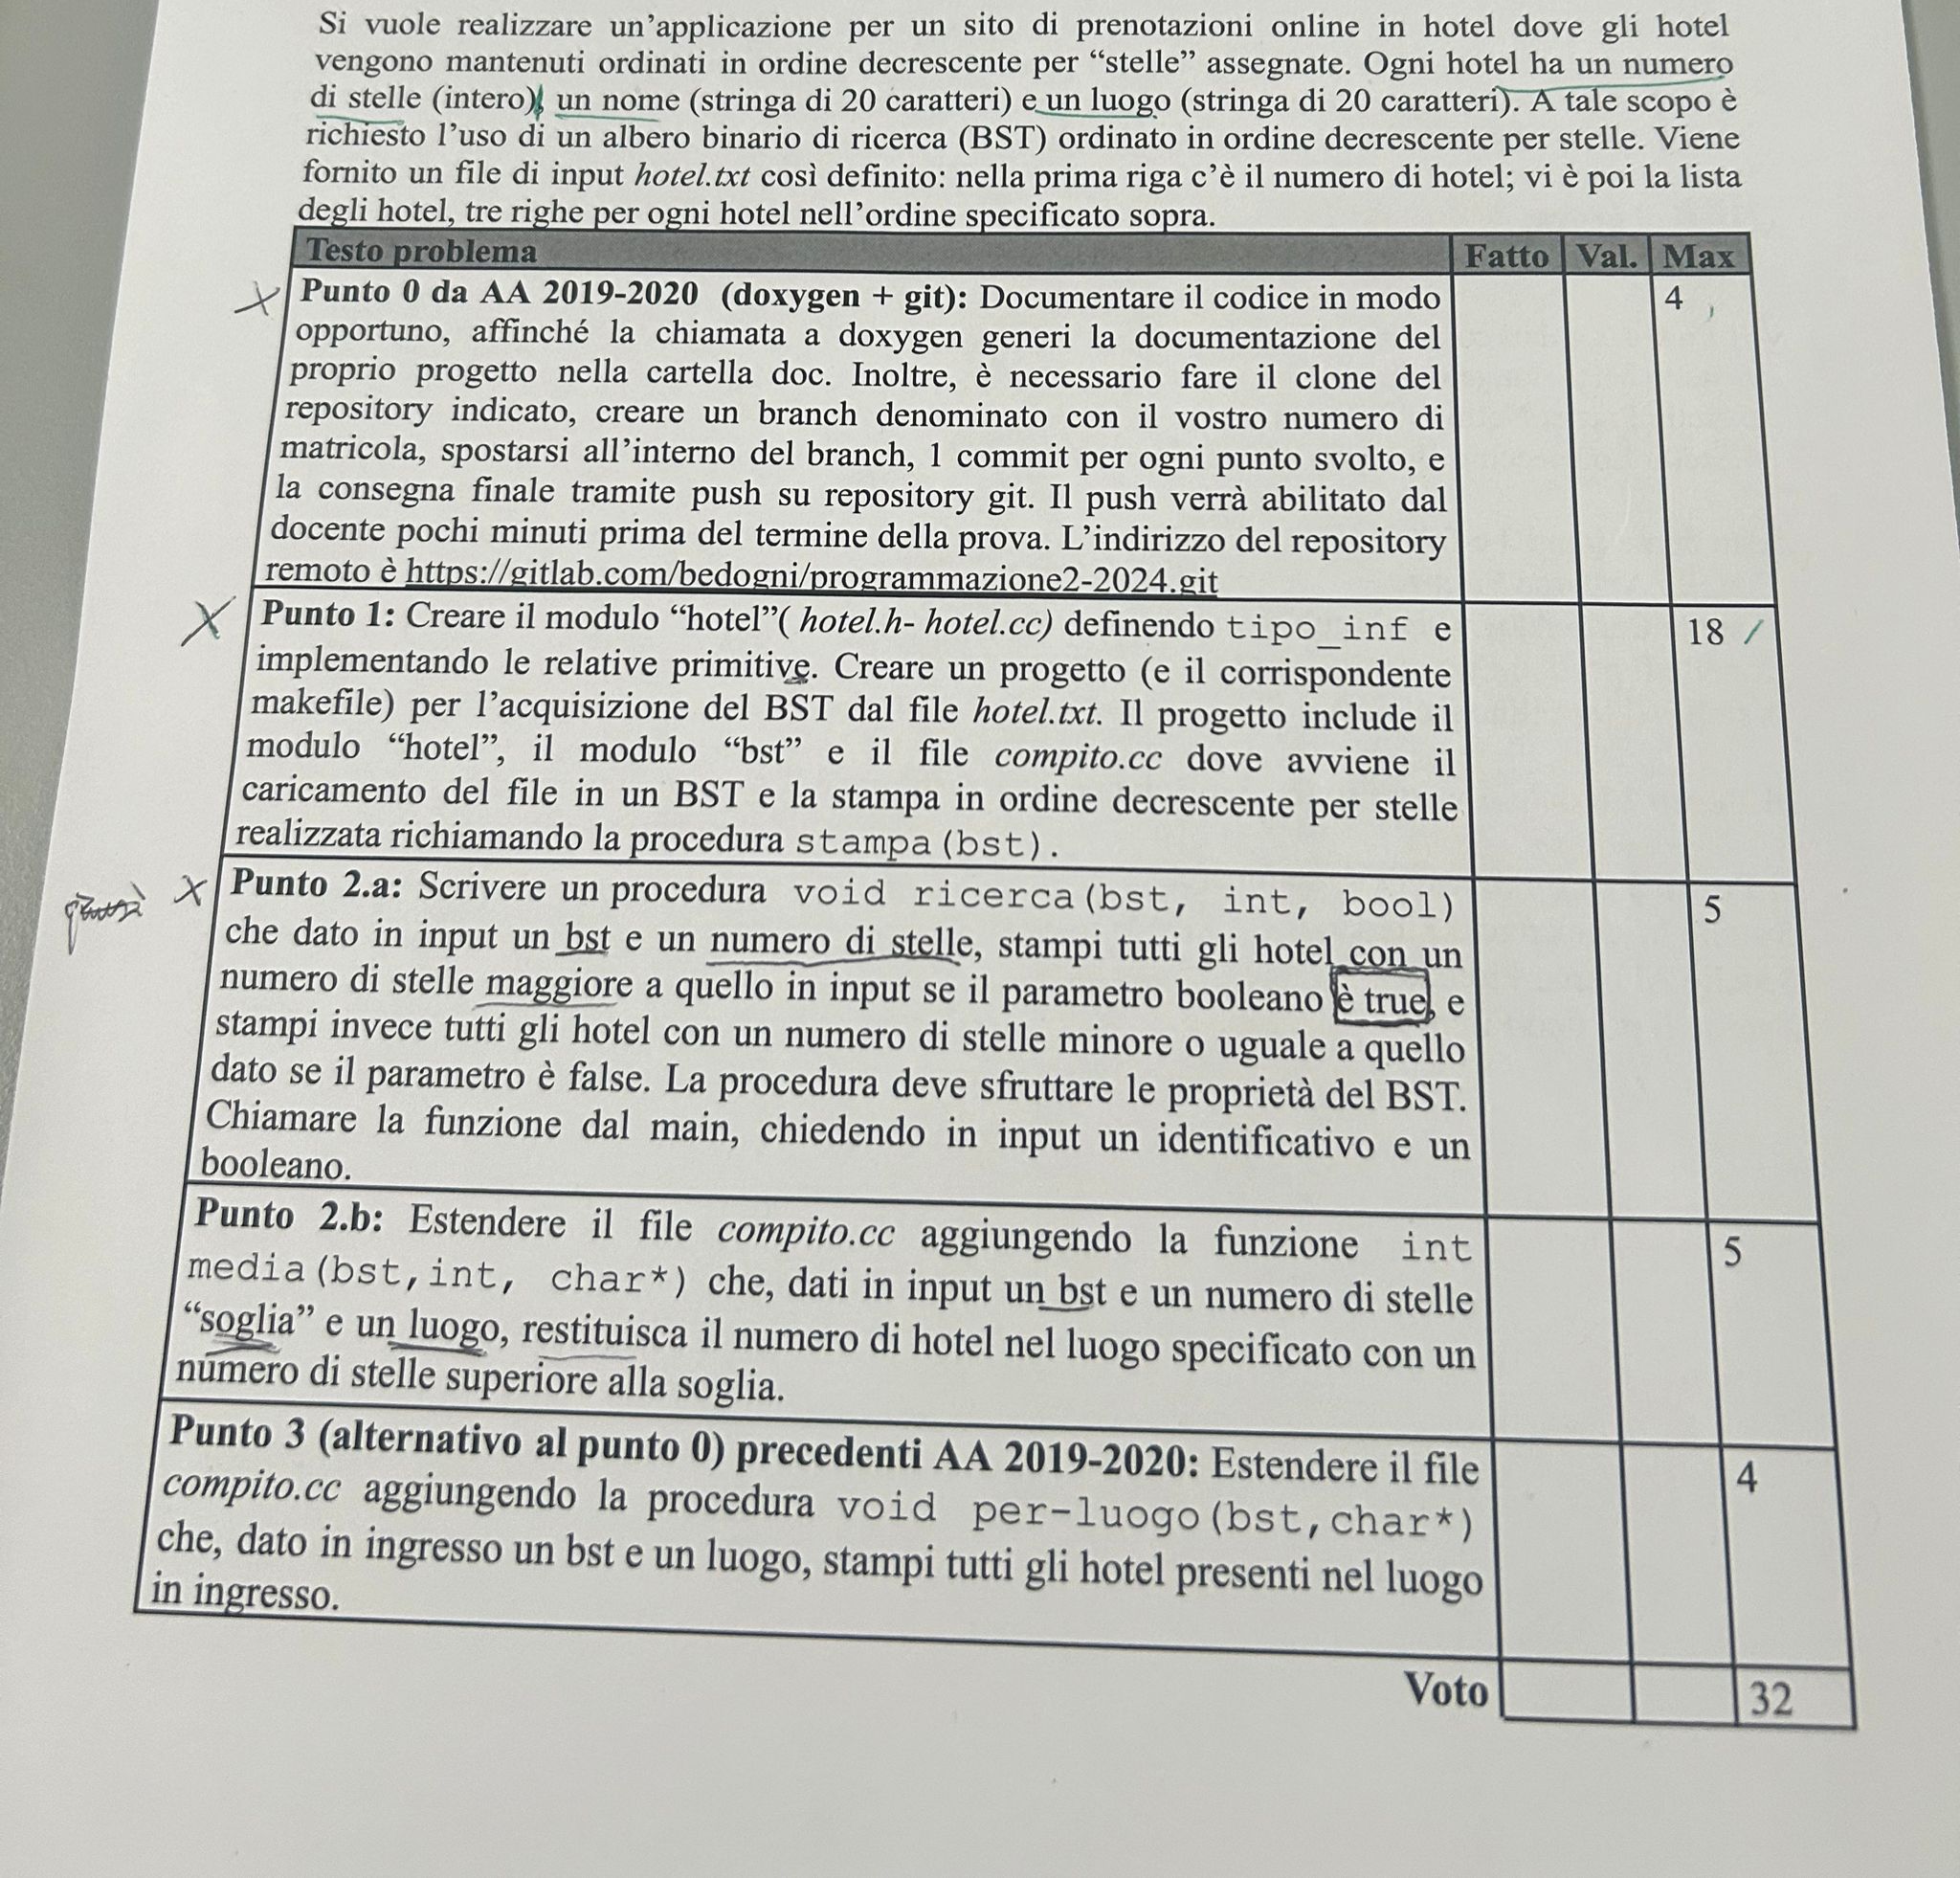 Si vuole realizzare un’applicazione per un sito di prenotazioni online in hotel dove gli hotel
vengono mantenuti ordinati in ordine decrescente per “stelle” assegnate. Ogni hotel ha un numero
di stelle (intero), un nome (stringa di 20 caratteri) e un luogo (stringa di 20 caratteri). A tale scopo è
richiesto l’uso di un albero binario di ricerca (BST) ordinato in ordine decrescente per stelle. Viene
fornito un file di input hotel.txt così definito: nella prima riga c’è il numero di hotel; vi è poi la lista
degli hotel, tre righe per ogni hotel nell’ordine specificato sopra.
Testo problema Fatto Val. Max
Punto 0 da AA 2019-2020 (doxygen + git): Documentare il codice in modo 4
opportuno, affinché la chiamata a doxygen generi la documentazione del
proprio progetto nella cartella doc. Inoltre, è necessario fare il clone del
repository indicato, creare un branch denominato con il vostro numero di
matricola, spostarsi all’interno del branch, 1 commit per ogni punto svolto, e
la consegna finale tramite push su repository git. Il push verrà abilitato dal
docente pochi minuti prima del termine della prova. L’indirizzo del repository
remoto è https://gitlab.com/bedogni/programmazione2-2024.git
Punto 1: Creare il modulo “hotel”( hotel.h- hotel.cc) definendo tipo_inf e 18
implementando le relative primitive. Creare un progetto (e il corrispondente
makefile) per l’acquisizione del BST dal file hotel.txt. Il progetto include il
modulo “hotel”, il modulo “bst” e il file compito.cc dove avviene il
caricamento del file in un BST e la stampa in ordine decrescente per stelle
realizzata richiamando la procedura stampa(bst).
Punto 2.a: Scrivere un procedura void ricerca(bst, int, bool) 5
che dato in input un bst e un numero di stelle, stampi tutti gli hotel con un
numero di stelle maggiore a quello in input se il parametro booleano è true, e
stampi invece tutti gli hotel con un numero di stelle minore o uguale a quello
dato se il parametro è false. La procedura deve sfruttare le proprietà del BST.
Chiamare la funzione dal main, chiedendo in input un identificativo e un
booleano.
Punto 2.b: Estendere il file compito.cc aggiungendo la funzione int 5
media(bst,int, char*) che, dati in input un bst e un numero di stelle
“soglia” e un luogo, restituisca il numero di hotel nel luogo specificato con un
numero di stelle superiore alla soglia.
Punto 3 (alternativo al punto 0) precedenti AA 2019-2020: Estendere il file 4
compito.cc aggiungendo la procedura void per-luogo(bst,char*)
che, dato in ingresso un bst e un luogo, stampi tutti gli hotel presenti nel luogo
in ingresso.
Voto 32